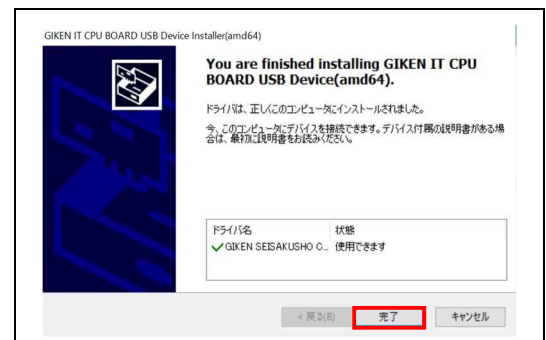 GIKEN IT CPU BOARD USB Device Installer(amd64)
You are finished installing GIKEN IT CPU
BOARD USB Device(amd64).
ドライバは、正しくこのコンピュータにインストールされました。
今、このコンピュータにデバイスを接続できます。デバイス付属の説明書がある場
合は、最初に説明書をお読みください。
ドライバ名 状態
GIKEN SEISAKUSHO C... 使用できます
< 戻る(B) 完了 キャンセル